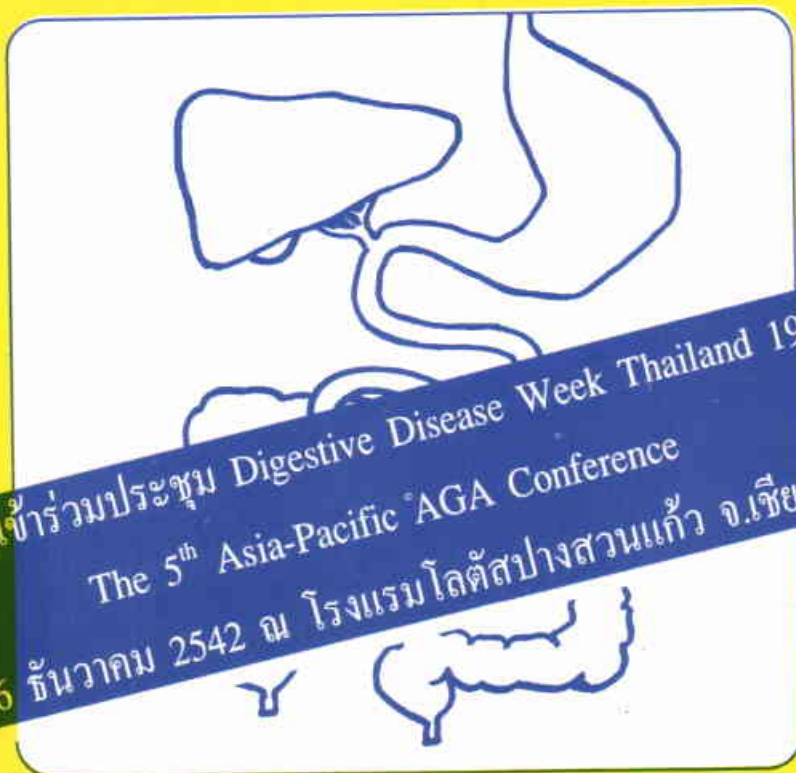 เข้าร่วมประชุม Digestive Disease Week Thailand 19
The 5th Asia-Pacific AGA Conference
6 ธันวาคม 2542 ณ โรงแรมโลตัสปางสวนแก้ว จ.เชีย